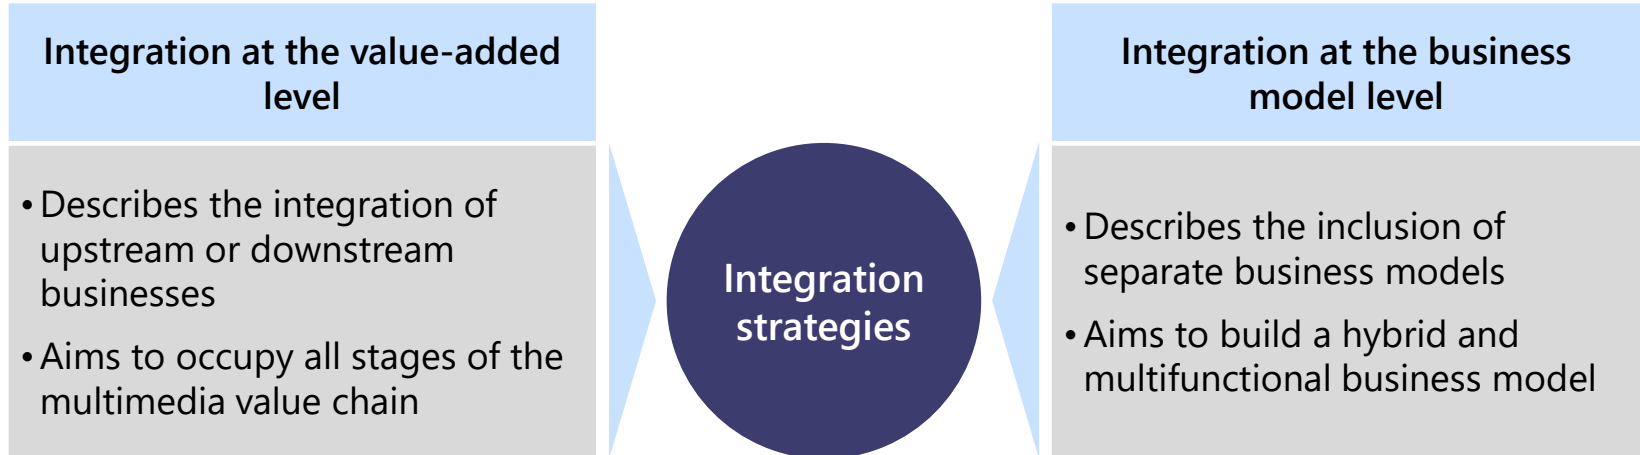 Integration at the value-added
level
• Describes the integration of
upstream or downstream
businesses
• Aims to occupy all stages of the
multimedia value chain
Integration
strategies
Integration at the business
model level
• Describes the inclusion of
separate business models
• Aims to build a hybrid and
multifunctional business model